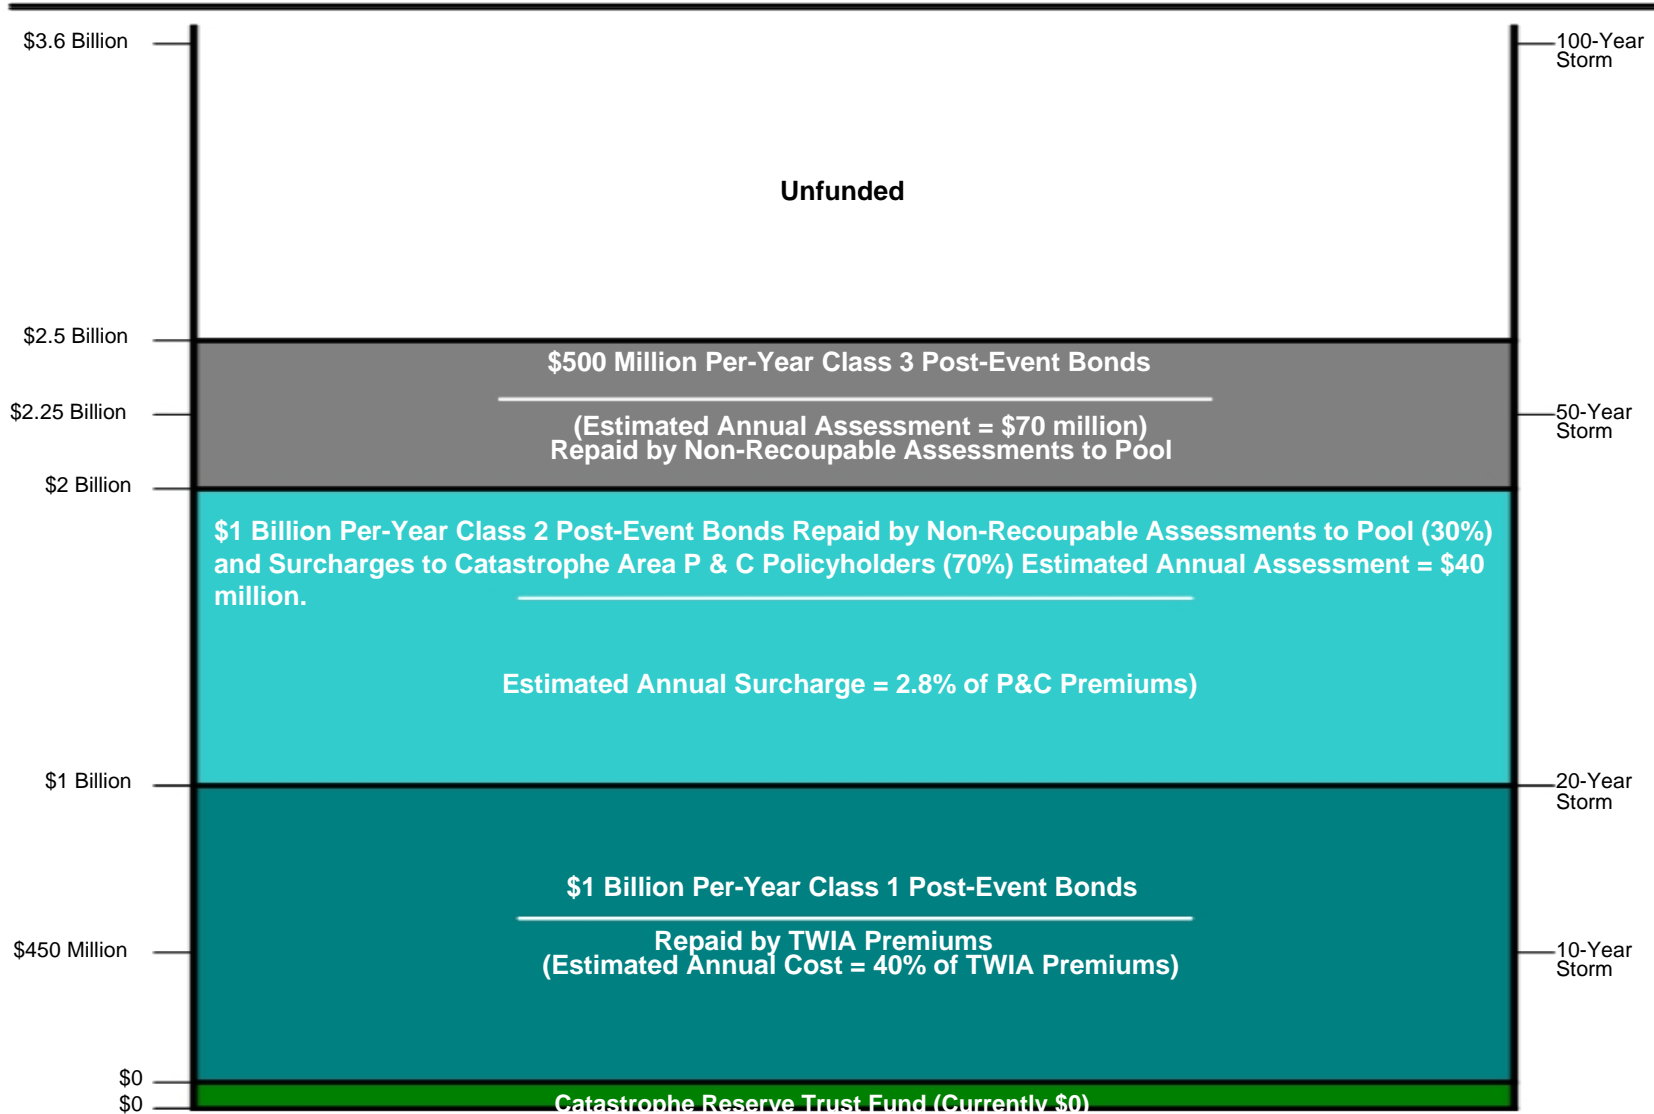 $3.6 Billion
100-Year
Storm
Unfunded
$2.5 Billion
$500 Million Per-Year Class 3 Post-Event Bonds
$2.25 Billion
50-Year
Storm
(Estimated Annual Assessment = $70 million)
Repaid by Non-Recoupable Assessments to Pool
$2 Billion
$1 Billion Per-Year Class 2 Post-Event Bonds Repaid by Non-Recoupable Assessments to Pool (30%)
and Surcharges to Catastrophe Area P & C Policyholders (70%) Estimated Annual Assessment = $40
million.
Estimated Annual Surcharge = 2.8% of P&C Premiums)
$1 Billion
20-Year
Storm
$1 Billion Per-Year Class 1 Post-Event Bonds
Repaid by TWIA Premiums
(Estimated Annual Cost = 40% of TWIA Premiums)
$450 Million
10-Year
Storm
$0
$0
Catastrophe Reserve Trust Fund (Currently $0)